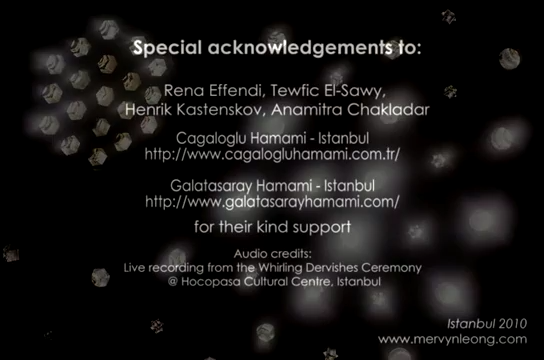 Special acknowledgements to:
Rena Effendi, Tewfic El-Sawy,
Henrik Kastenskov, Anamitra Chakladar
Cagaloglu Hamami - Istanbul
http://www.cagalogluhamami.com.tr/
Galatasaray Hamami - Istanbul
http://www.galatasarayhamami.com/
for their kind support
Audio credits:
Live recording from the Whirling Dervishes Ceremony
@ Hocopasa Cultural Centre, Istanbul
Istanbul 2010
www.mervynleong.com